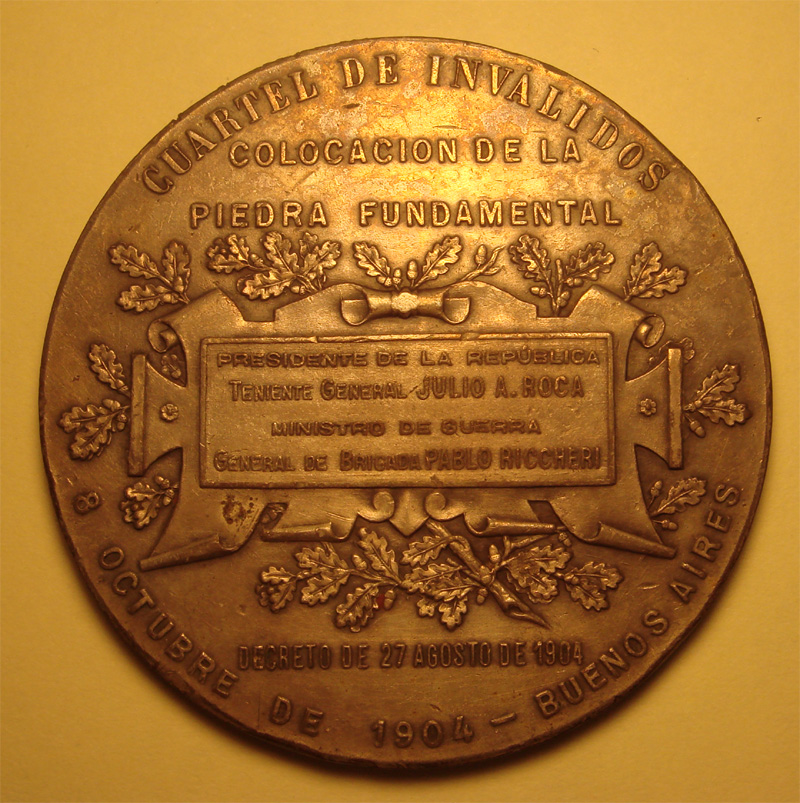 CUARTEL DE INVÁLIDOS
COLOCACION DE LA
PIEDRA FUNDAMENTAL
PRESIDENTE DE LA REPÚBLICA
TENIENTE GENERAL JULIO A. ROCA
MINISTRO DE GUERRA
GENERAL DE BRIGADA PABLO RICCHERI
DECRETO DE 27 AGOSTO DE 1904
8 OCTUBRE DE 1904 – BUENOS AIRES